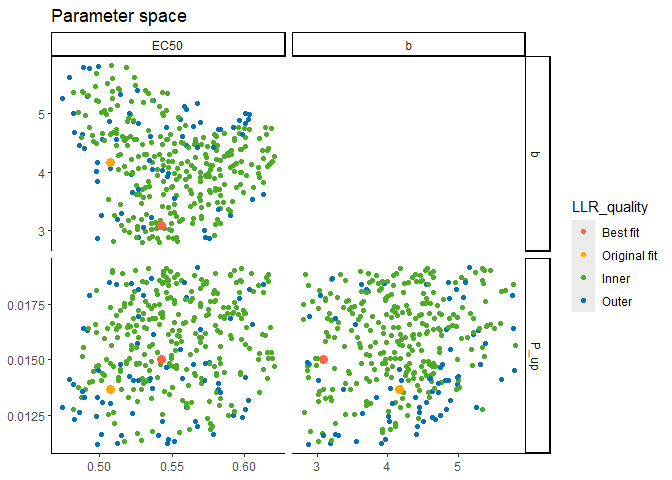 Parameter space
EC50
b
5
4
3
b
0.0175
0.0150
0.0125
P_up
0.50
0.55
0.60
3
4
5
LLR_quality
Best fit
Original fit
Inner
Outer